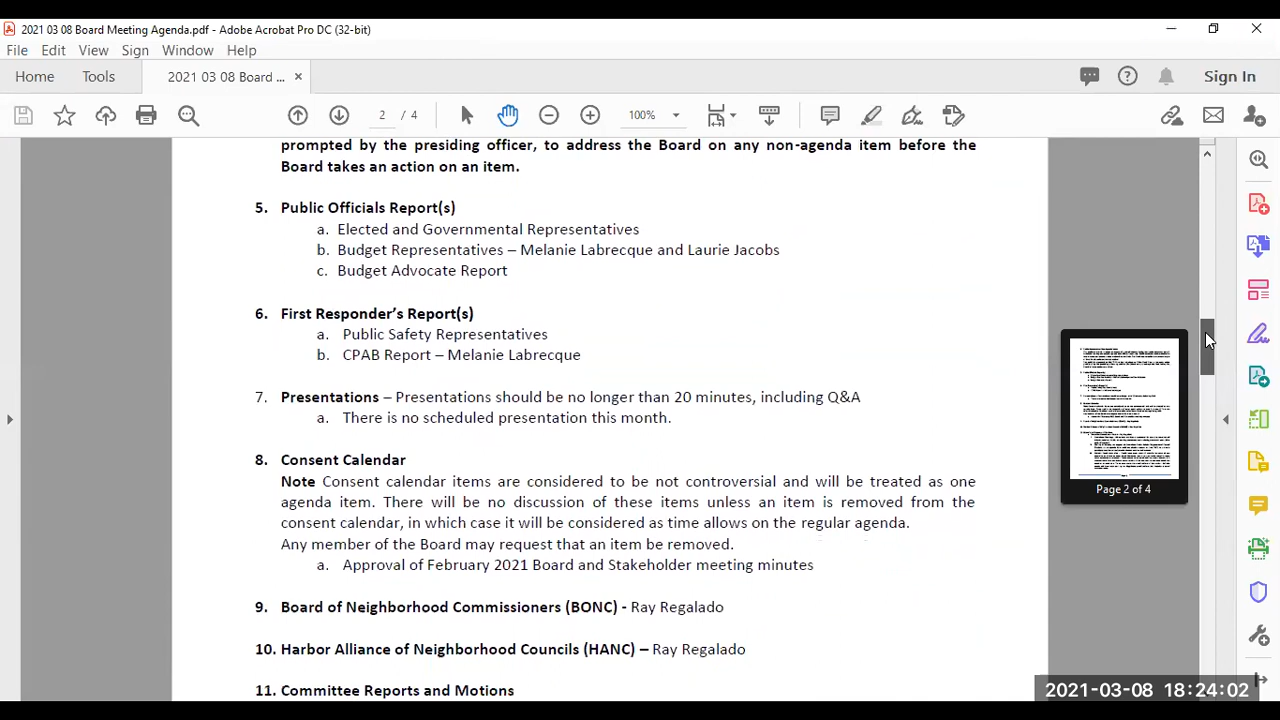 2021 03 08 Board Meeting Agenda.pdf - Adobe Acrobat Pro DC (32-bit)
File Edit View Sign Window Help
Home Tools 2021 03 08 Board ... Sign In
2 / 4 100%
prompted by the presiding officer, to address the Board on any non-agenda item before the
Board takes an action on an item.
5. Public Officials Report(s)
a. Elected and Governmental Representatives
b. Budget Representatives – Melanie Labrecque and Laurie Jacobs
c. Budget Advocate Report
6. First Responder's Report(s)
a. Public Safety Representatives
b. CPAB Report – Melanie Labrecque
7. Presentations – Presentations should be no longer than 20 minutes, including Q&A
a. There is no scheduled presentation this month.
8. Consent Calendar
Note Consent calendar items are considered to be not controversial and will be treated as one
agenda item. There will be no discussion of these items unless an item is removed from the
consent calendar, in which case it will be considered as time allows on the regular agenda.
Any member of the Board may request that an item be removed.
a. Approval of February 2021 Board and Stakeholder meeting minutes
9. Board of Neighborhood Commissioners (BONC) - Ray Regalado
10. Harbor Alliance of Neighborhood Councils (HANC) – Ray Regalado
11. Committee Reports and Motions
Page 2 of 4
2021-03-08 18:24:02